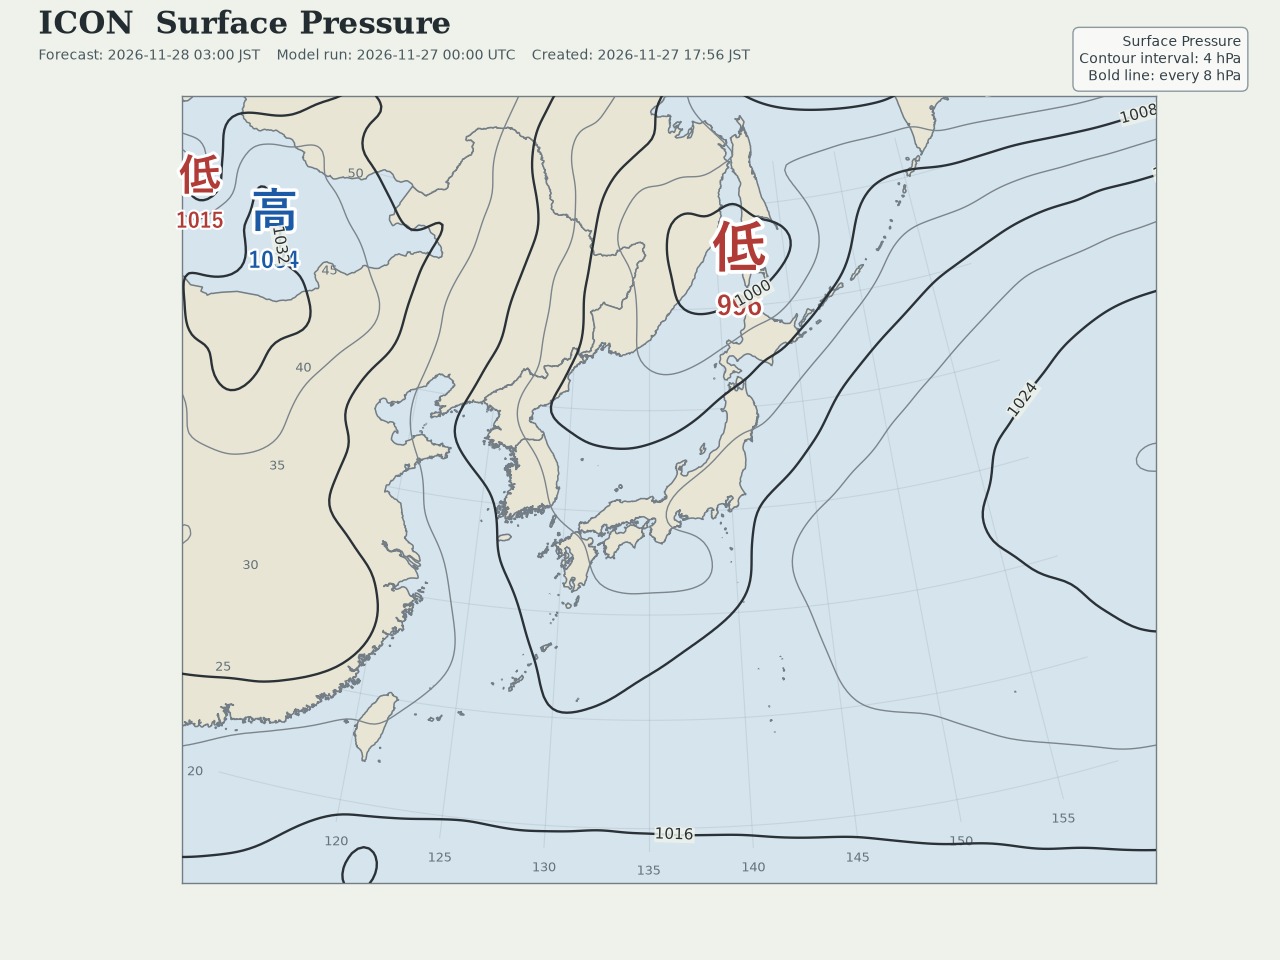 ICON  Surface Pressure
Forecast: 2026-11-28 03:00 JST    Model run: 2026-11-27 00:00 UTC    Created: 2026-11-27 17:56 JST
Surface Pressure
Contour interval: 4 hPa
Bold line: every 8 hPa
1008
低
1015
50
高
1032
45
低
1000
40
1024
35
30
25
20
1016
120
125
130
135
140
145
150
155